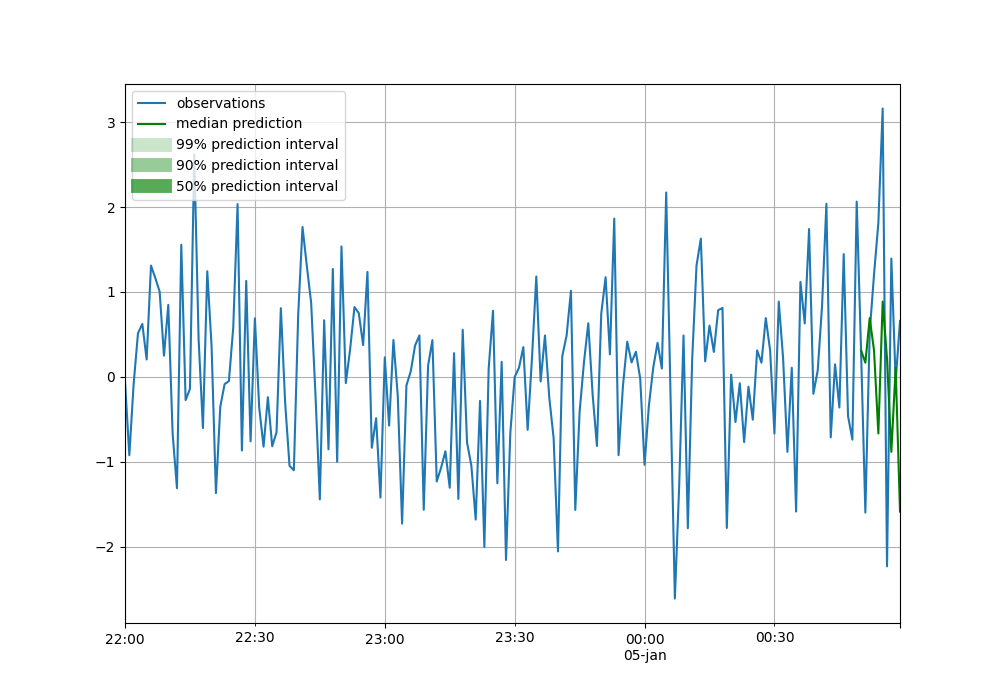 observations
median prediction
99% prediction interval
90% prediction interval
50% prediction interval
3
2
1
0
−1
−2
22:00 22:30 23:00 23:30 00:00 00:30
05-jan